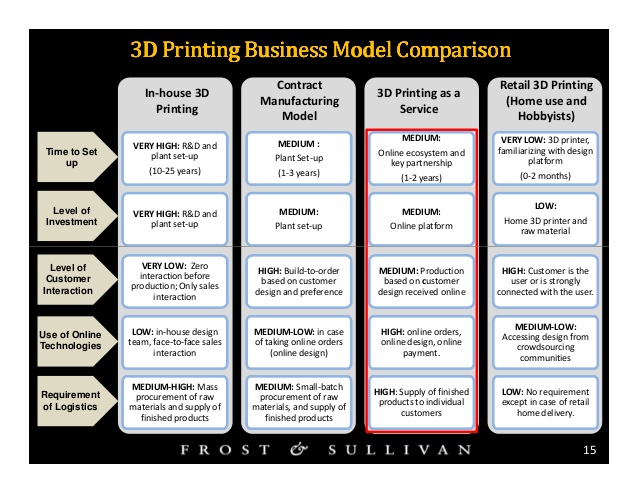 3D Printing Business Model Comparison
In-house 3D
Printing
Contract
Manufacturing
Model
3D Printing as a
Service
Retail 3D Printing
(Home use and
Hobbyists)
Time to Set
up
VERY HIGH: R&D and
plant set-up
(10-25 years)
MEDIUM :
Plant Set-up
(1-3 years)
MEDIUM:
Online ecosystem and
key partnership
(1-2 years)
VERY LOW: 3D printer,
familiarizing with design
platform
(0-2 months)
Level of
Investment
VERY HIGH: R&D and
plant set-up
MEDIUM:
Plant set-up
MEDIUM:
Online platform
LOW:
Home 3D printer and
raw material
Level of
Customer
Interaction
VERY LOW: Zero
interaction before
production; Only sales
interaction
HIGH: Build-to-order
based on customer
design and preference
MEDIUM: Production
based on customer
design received online
HIGH: Customer is the
user or is strongly
connected with the user.
Use of Online
Technologies
LOW: in-house design
team, face-to-face sales
interaction
MEDIUM-LOW: in case
of taking online orders
(online design)
HIGH: online orders,
online design, online
payment.
MEDIUM-LOW:
Accessing design from
crowdsourcing
communities
Requirement
of Logistics
MEDIUM-HIGH: Mass
procurement of raw
materials and supply of
finished products
MEDIUM: Small-batch
procurement of raw
materials, and supply of
finished products
HIGH: Supply of finished
products to individual
customers
LOW: No requirement
except in case of retail
home delivery.
FROST & SULLIVAN
15